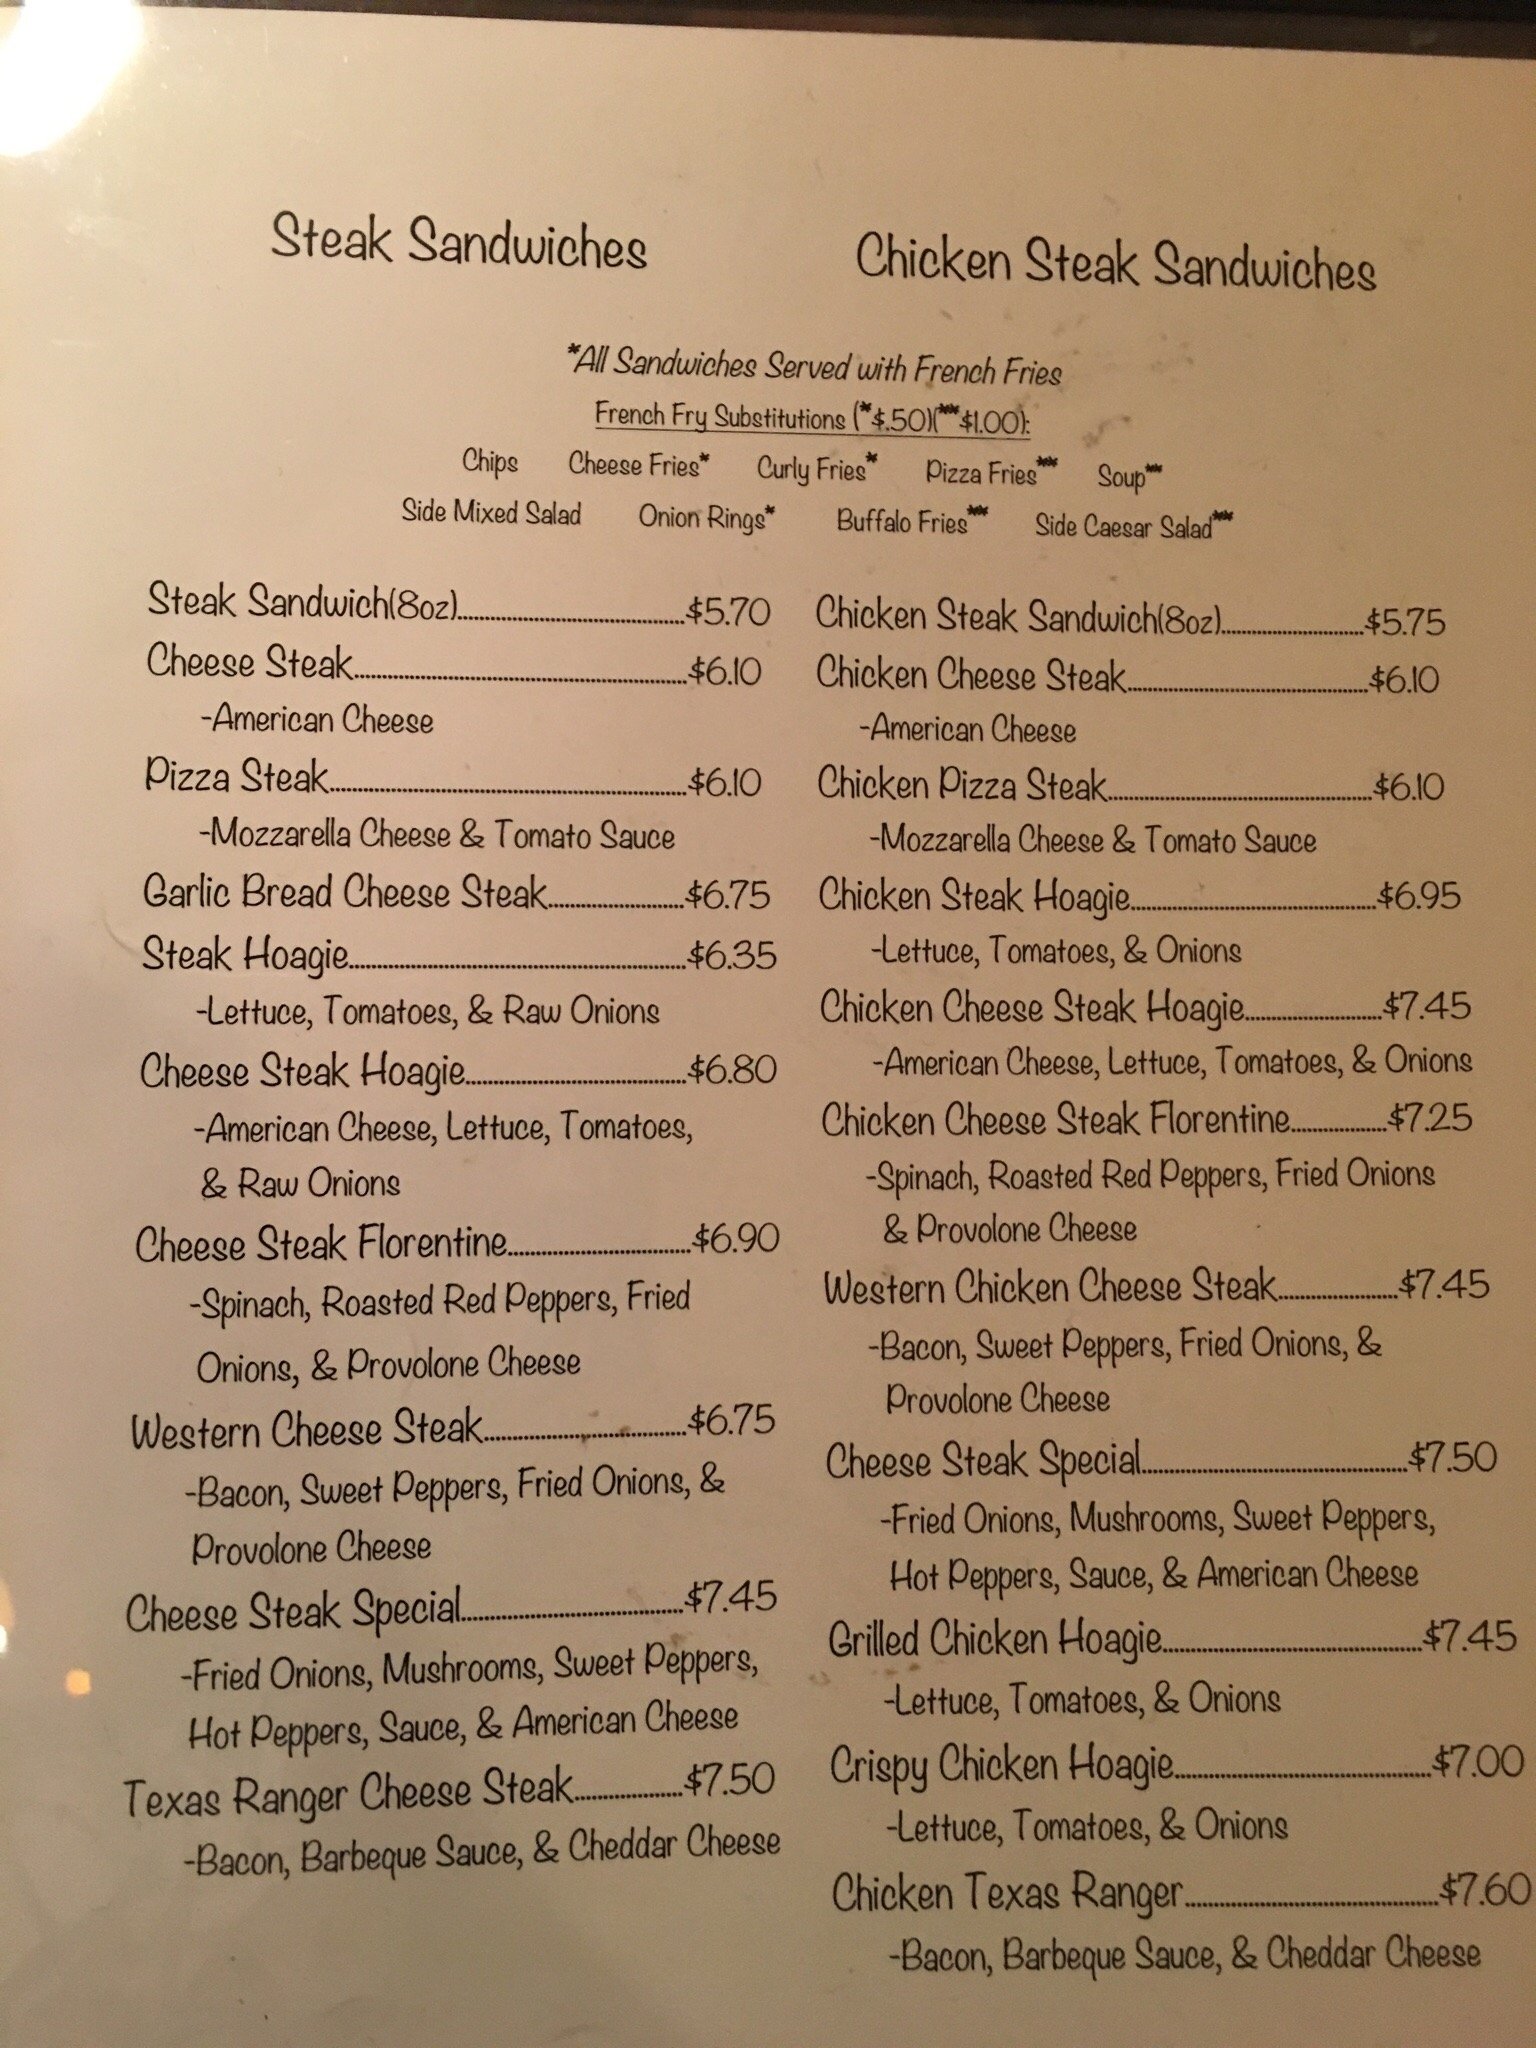 Steak Sandwiches
Chicken Steak Sandwiches
*All Sandwiches Served with French Fries
French Fry Substitutions (*$.50)(**$1.00):
Chips Cheese Fries* Curly Fries* Pizza Fries** Soup**
Side Mixed Salad Onion Rings* Buffalo Fries** Side Caesar Salad**
Steak Sandwich(8oz)........................................$5.70
Cheese Steak........................................$6.10
-American Cheese
Pizza Steak........................................$6.10
-Mozzarella Cheese & Tomato Sauce
Garlic Bread Cheese Steak........................$6.75
Steak Hoagie........................................$6.35
-Lettuce, Tomatoes, & Raw Onions
Cheese Steak Hoagie........................................$6.80
-American Cheese, Lettuce, Tomatoes,
& Raw Onions
Cheese Steak Florentine................................$6.90
-Spinach, Roasted Red Peppers, Fried
Onions, & Provolone Cheese
Western Cheese Steak................................$6.75
-Bacon, Sweet Peppers, Fried Onions, &
Provolone Cheese
Cheese Steak Special................................$7.45
-Fried Onions, Mushrooms, Sweet Peppers,
Hot Peppers, Sauce, & American Cheese
Texas Ranger Cheese Steak....................$7.50
-Bacon, Barbeque Sauce, & Cheddar Cheese
Chicken Steak Sandwich(8oz)........................$5.75
Chicken Cheese Steak........................................$6.10
-American Cheese
Chicken Pizza Steak........................................$6.10
-Mozzarella Cheese & Tomato Sauce
Chicken Steak Hoagie........................................$6.95
-Lettuce, Tomatoes, & Onions
Chicken Cheese Steak Hoagie........................$7.45
-American Cheese, Lettuce, Tomatoes, & Onions
Chicken Cheese Steak Florentine................$7.25
-Spinach, Roasted Red Peppers, Fried Onions
& Provolone Cheese
Western Chicken Cheese Steak....................$7.45
-Bacon, Sweet Peppers, Fried Onions, &
Provolone Cheese
Cheese Steak Special........................................$7.50
-Fried Onions, Mushrooms, Sweet Peppers,
Hot Peppers, Sauce, & American Cheese
Grilled Chicken Hoagie........................................$7.45
-Lettuce, Tomatoes, & Onions
Crispy Chicken Hoagie........................................$7.00
-Lettuce, Tomatoes, & Onions
Chicken Texas Ranger........................................$7.60
-Bacon, Barbeque Sauce, & Cheddar Cheese